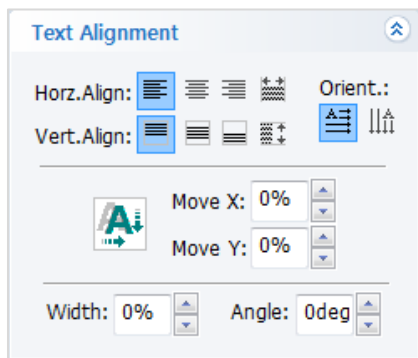 Text Alignment
Horz.Align: Orient.:
Vert.Align:
Move X: 0%
Move Y: 0%
Width: 0% Angle: 0deg